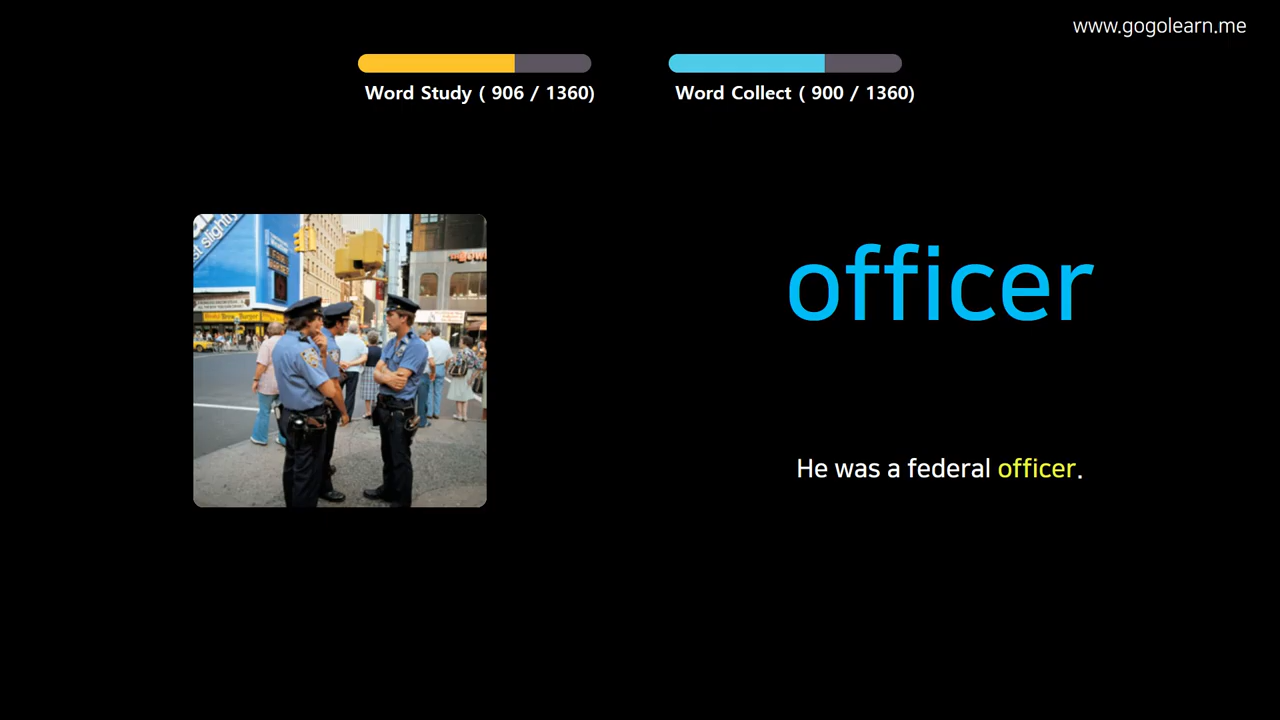 www.gogolearn.me
Word Study ( 906 / 1360)
Word Collect ( 900 / 1360)
officer
He was a federal officer.